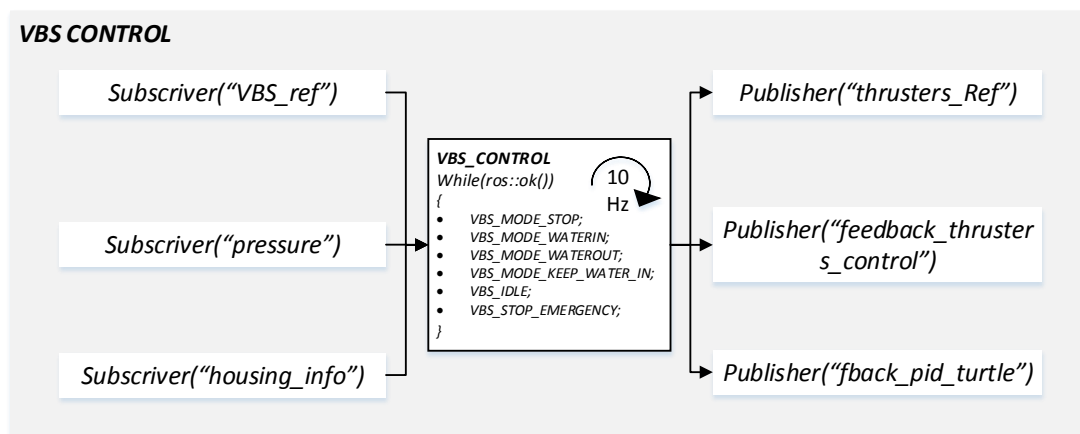 VBS CONTROL
Subscriver(“VBS_ref”)
Subscriver(“pressure”)
Subscriver(“housing_info”)
VBS_CONTROL
While(ros::ok())
{
• VBS_MODE_STOP;
• VBS_MODE_WATERIN;
• VBS_MODE_WATEROUT;
• VBS_MODE_KEEP_WATER_IN;
• VBS_IDLE;
• VBS_STOP_EMERGENCY;
}
10
Hz
Publisher(“thrusters_Ref”)
Publisher(“feedback_thruster
s_control”)
Publisher(“fback_pid_turtle”)